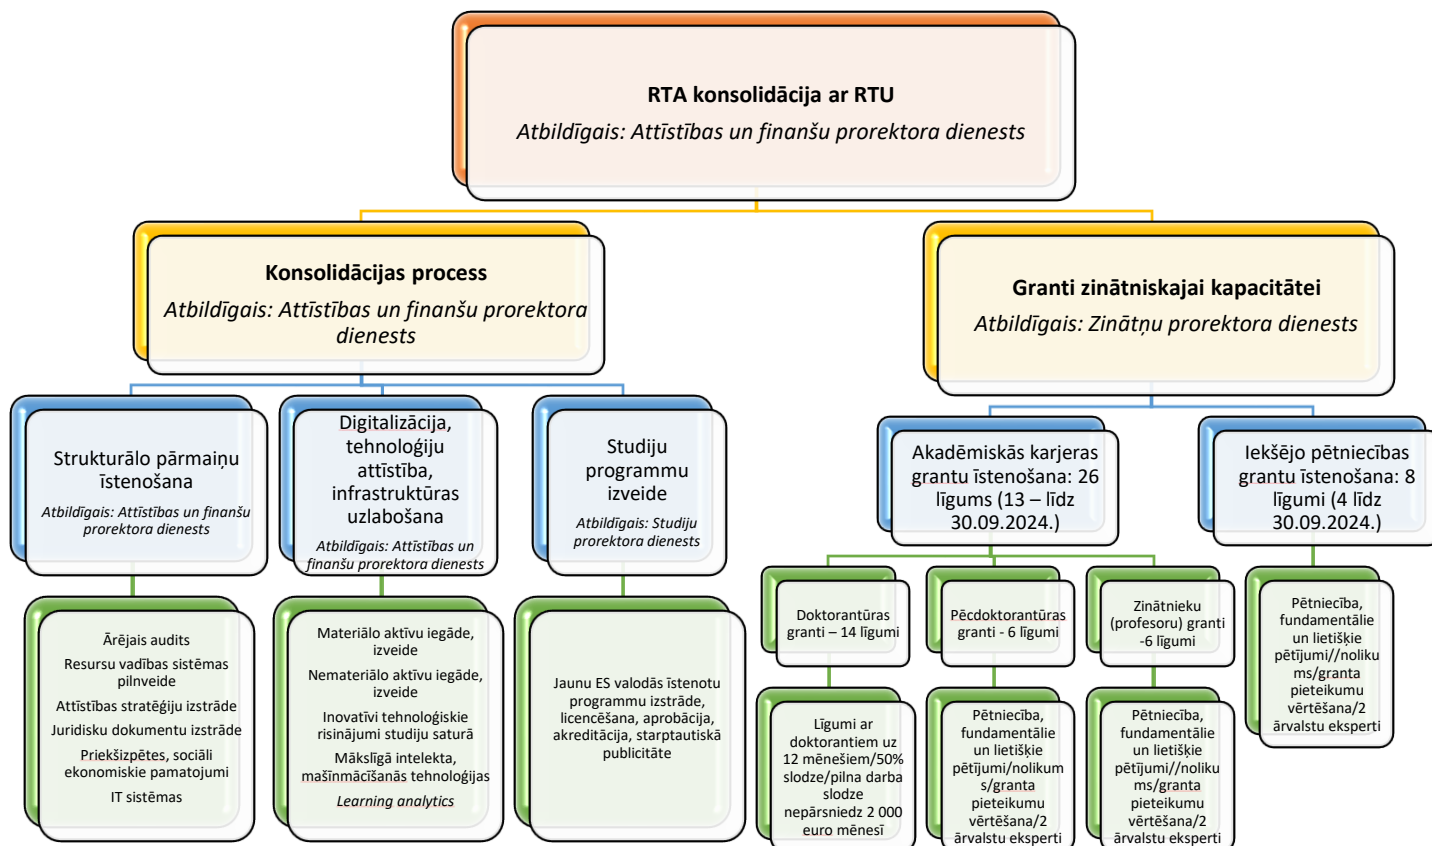 RTA konsolidācija ar RTU
Atbildīgais: Attīstības un finanšu prorektora dienests
Konsolidācijas process
Atbildīgais: Attīstības un finanšu prorektora
dienests
Granti zinātniskajai kapacitātei
Atbildīgais: Zinātņu prorektora dienests
Strukturālo pārmaiņu
īstenošana
Atbildīgais: Attīstības un finanšu
prorektora dienests
Digitalizācija,
tehnoloģiju
attīstība,
infrastruktūras
uzlabošana
Atbildīgais: Attīstības un
finanšu prorektora dienests
Studiju
programmu
izveide
Atbildīgais: Studiju
prorektora dienests
Akadēmiskās karjeras
grantu īstenošana: 26
līgums (13 – līdz
30.09.2024.)
Iekšējo pētniecības
grantu īstenošana: 8
līgumi (4 līdz
30.09.2024.)
Ārējais audits
Resursu vadības sistēmas
pilnveide
Attīstības stratēģiju izstrāde
Juridisku dokumentu izstrāde
Priekšizpētes, sociāli
ekonomiskie pamatojumi
IT sistēmas
Materiālo aktīvu iegāde,
izveide
Nemateriālo aktīvu iegāde,
izveide
Inovatīvi tehnoloģiskie
risinājumi studiju saturā
Mākslīgā intelekta,
mašīnmācīšanās tehnoloģijas
Learning analytics
Jaunu ES valodās īstenotu
programmu izstrāde,
licencēšana, aprobācija,
akreditācija, starptautiskā
publicitāte
Doktorantūras
granti – 14 līgumi
Pēcdoktorantūras
granti - 6 līgumi
Zinātnieku
(profesoru) granti
-6 līgumi
Pētniecība,
fundamentālie
un lietišķie
pētījumi//noliku
ms/granta
pieteikumu
vērtēšana/2
ārvalstu eksperti
Līgumi ar
doktorantiem uz
12 mēnešiem/50%
slodze/pilna darba
slodze
nepārsniedz 2 000
euro mēnesī
Pētniecība,
fundamentālie
un lietišķie
pētījumi/nolikum
s/granta
pieteikumu
vērtēšana/2
ārvalstu eksperti
Pētniecība,
fundamentālie
un lietišķie
pētījumi//noliku
ms/granta
pieteikumu
vērtēšana/2
ārvalstu eksperti